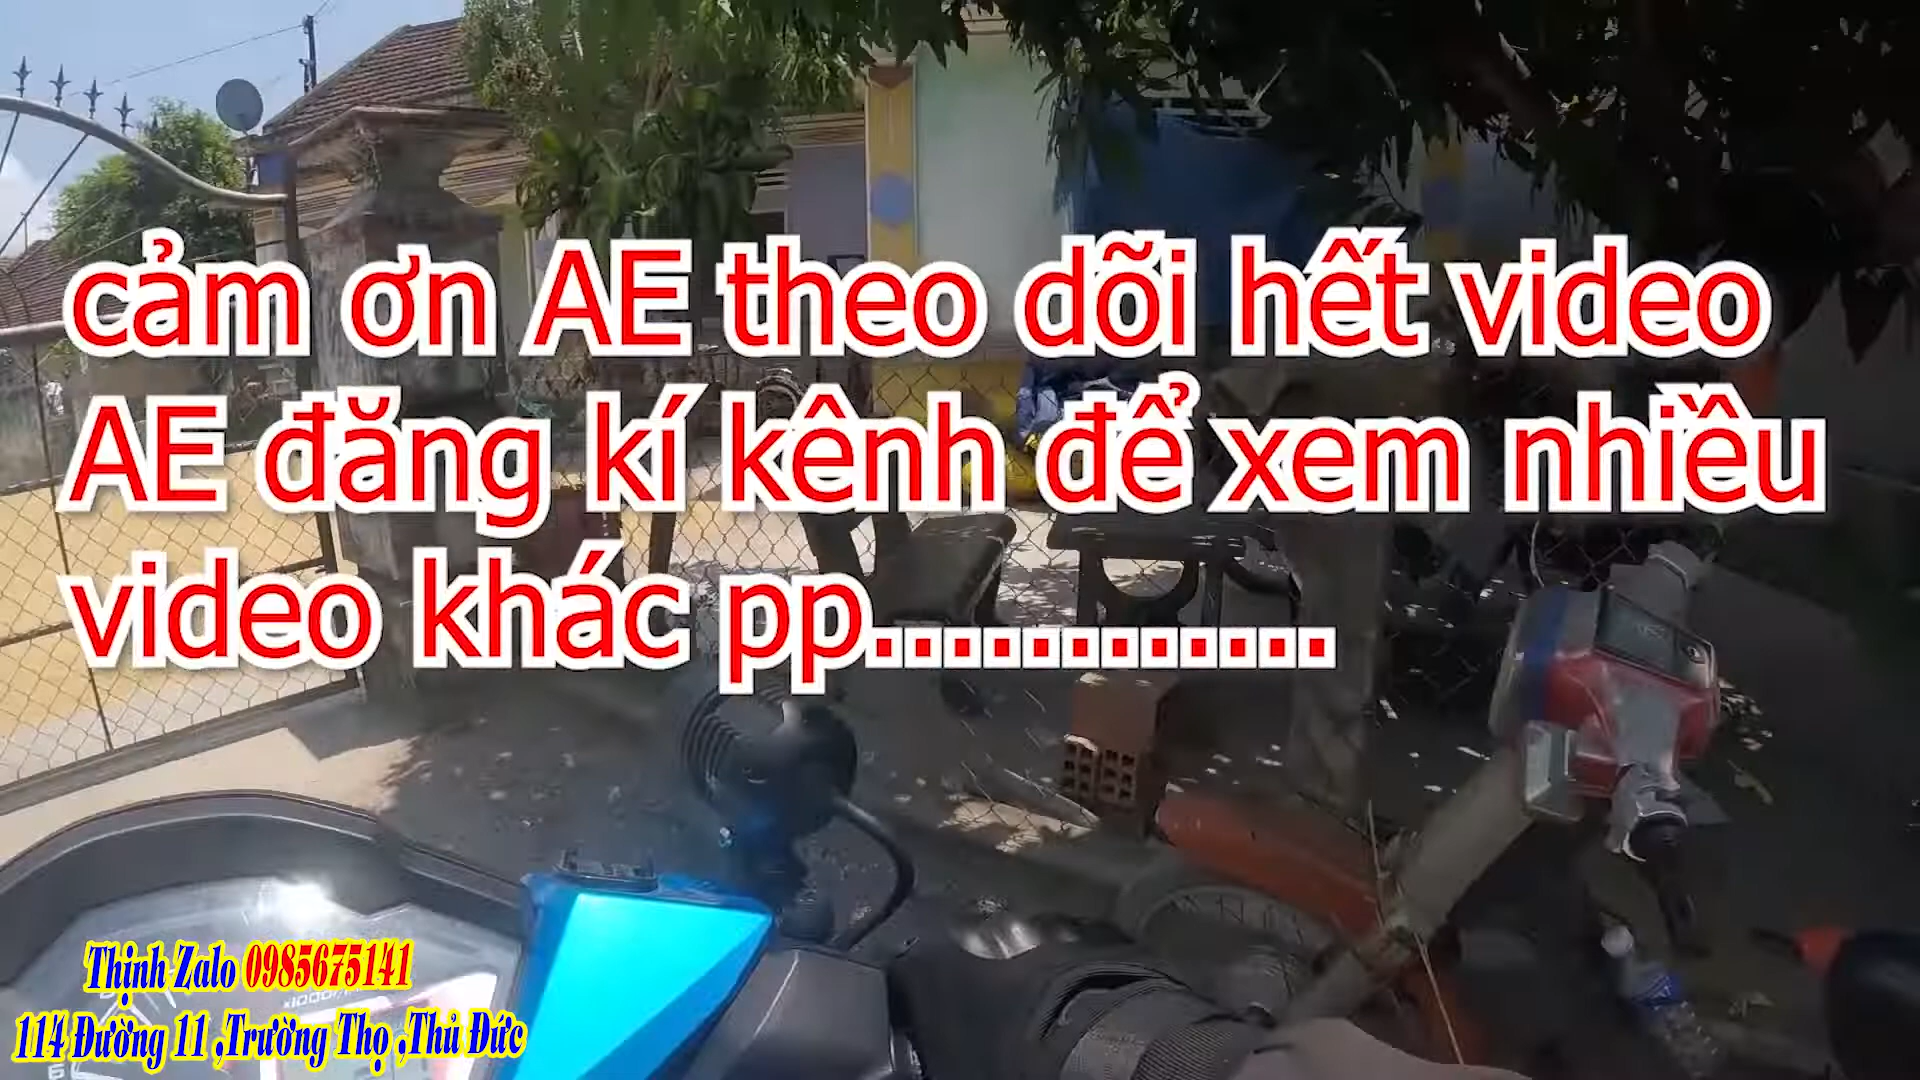 cảm ơn AE theo dõi hết video
AE đăng kí kênh để xem nhiều
video khác pp.............
Thịnh Zalo 0985675141
114 Đường 11 ,Trường Thọ ,Thủ Đức